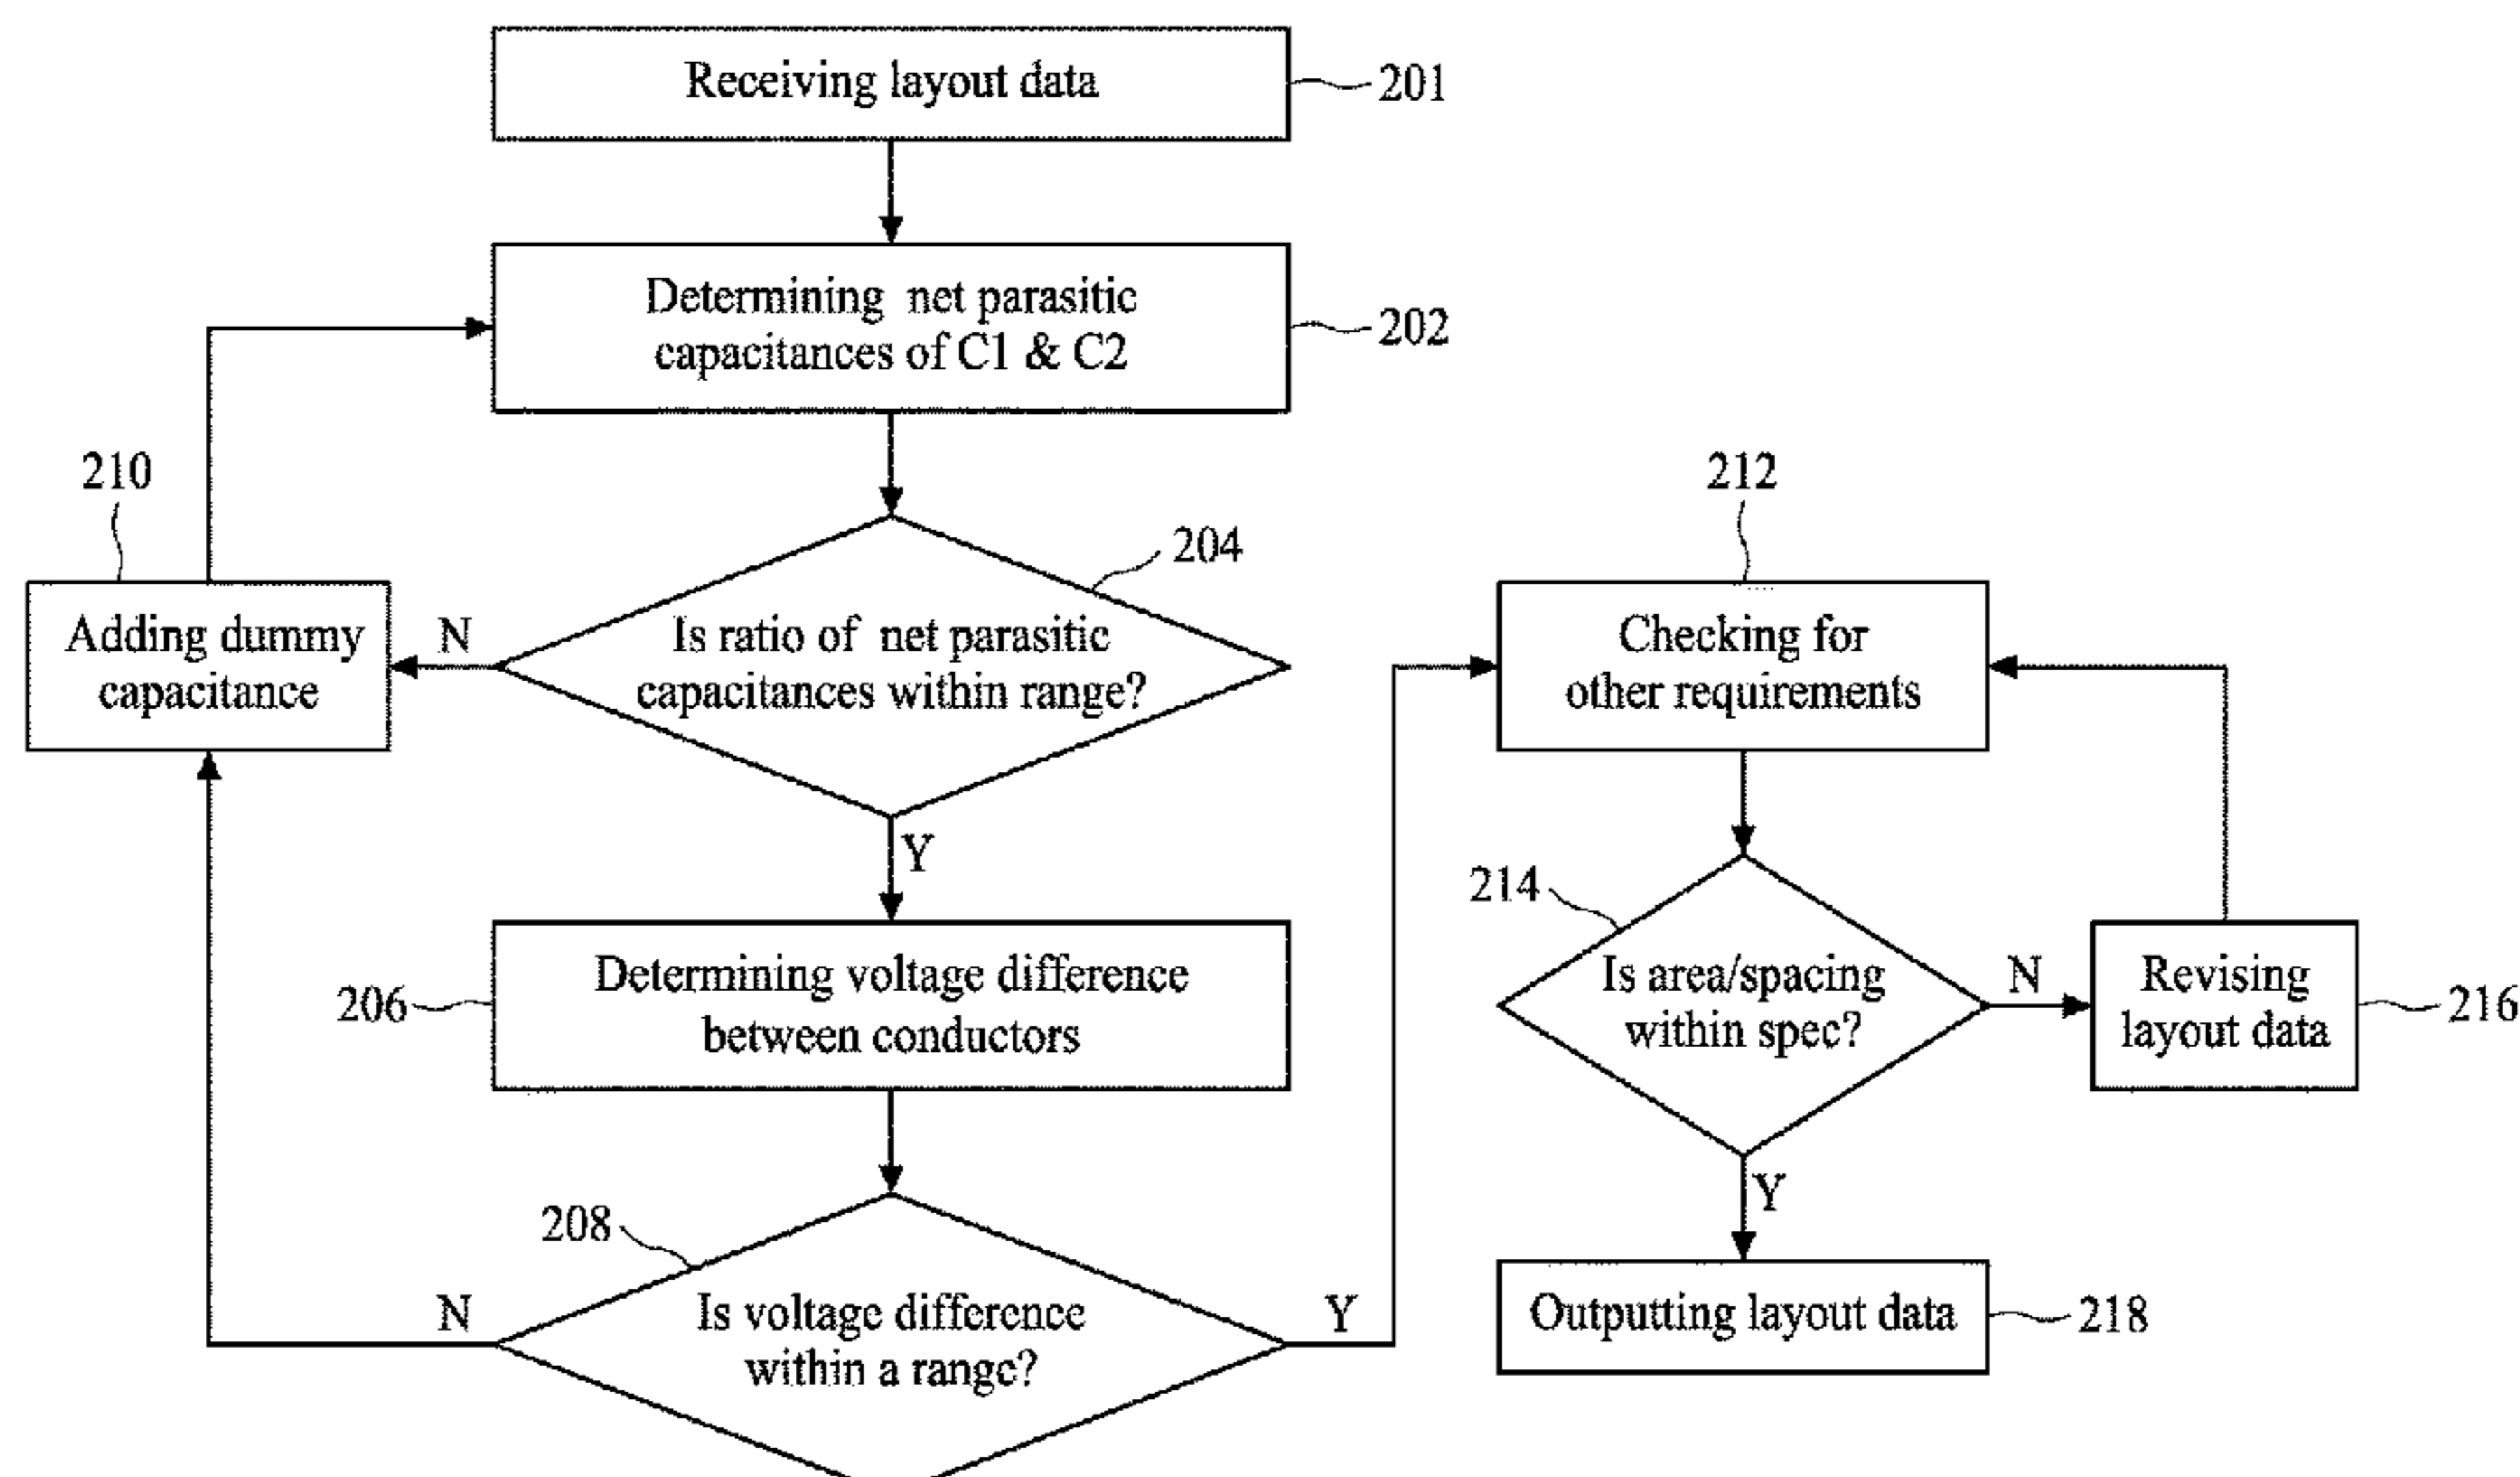 Receiving layout data
201
Determining net parasitic
capacitances of C1 & C2
202
210
Adding dummy
capacitance
N
204
Is ratio of net parasitic
capacitances within range?
Y
206
Determining voltage difference
between conductors
208
N
Is voltage difference
within a range?
Y
212
Checking for
other requirements
214
Is area/spacing
within spec?
N
Revising
layout data
216
Y
Outputting layout data
218